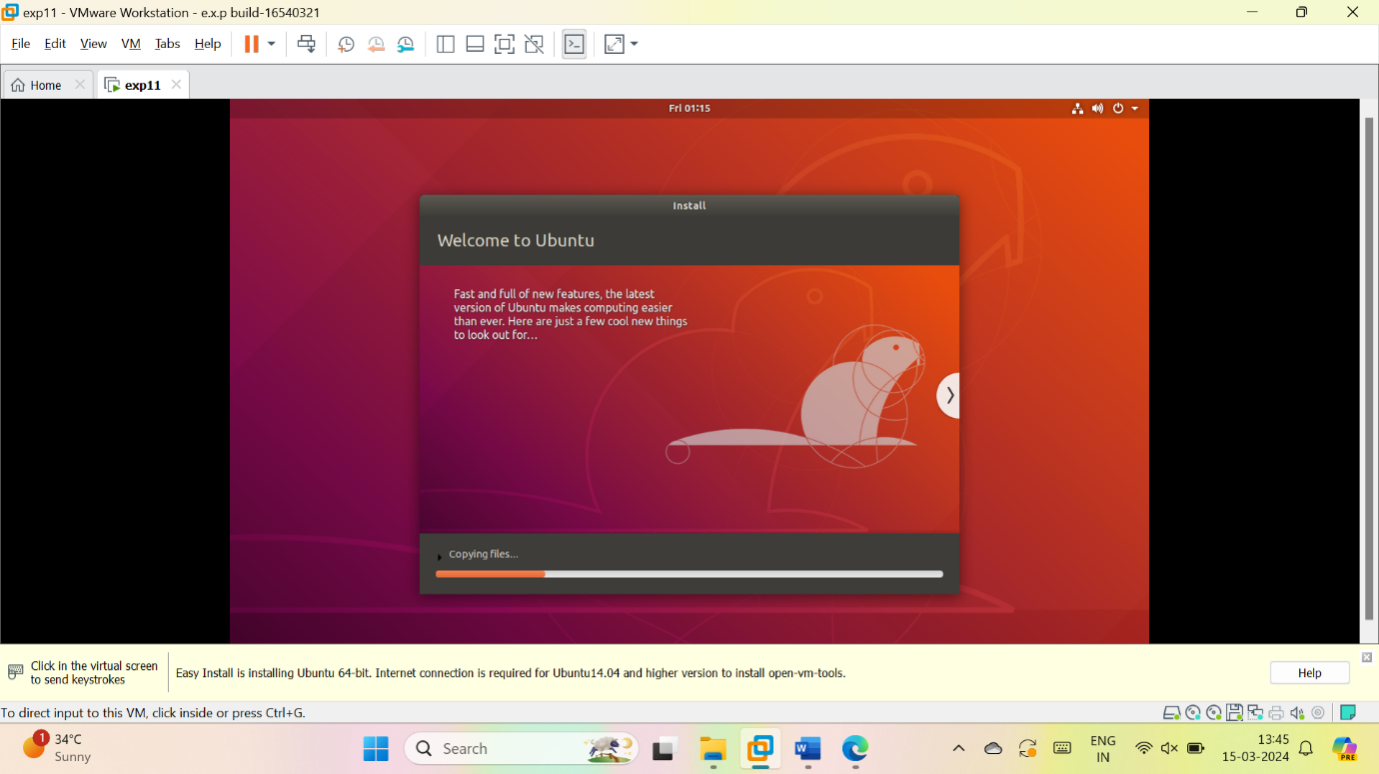 exp11 - VMware Workstation - e.x.p build-16540321
File Edit View VM Tabs Help
Home exp11
Fri 01:15
Install
Welcome to Ubuntu
Fast and full of new features, the latest
version of Ubuntu makes computing easier
than ever. Here are just a few cool new things
to look out for...
Copying files...
Click in the virtual screen
to send keystrokes
Easy Install is installing Ubuntu 64-bit. Internet connection is required for Ubuntu14.04 and higher version to install open-vm-tools.
Help
To direct input to this VM, click inside or press Ctrl+G.
1
34°C
Sunny
Search
W
ENG
IN
13:45
15-03-2024
PRE